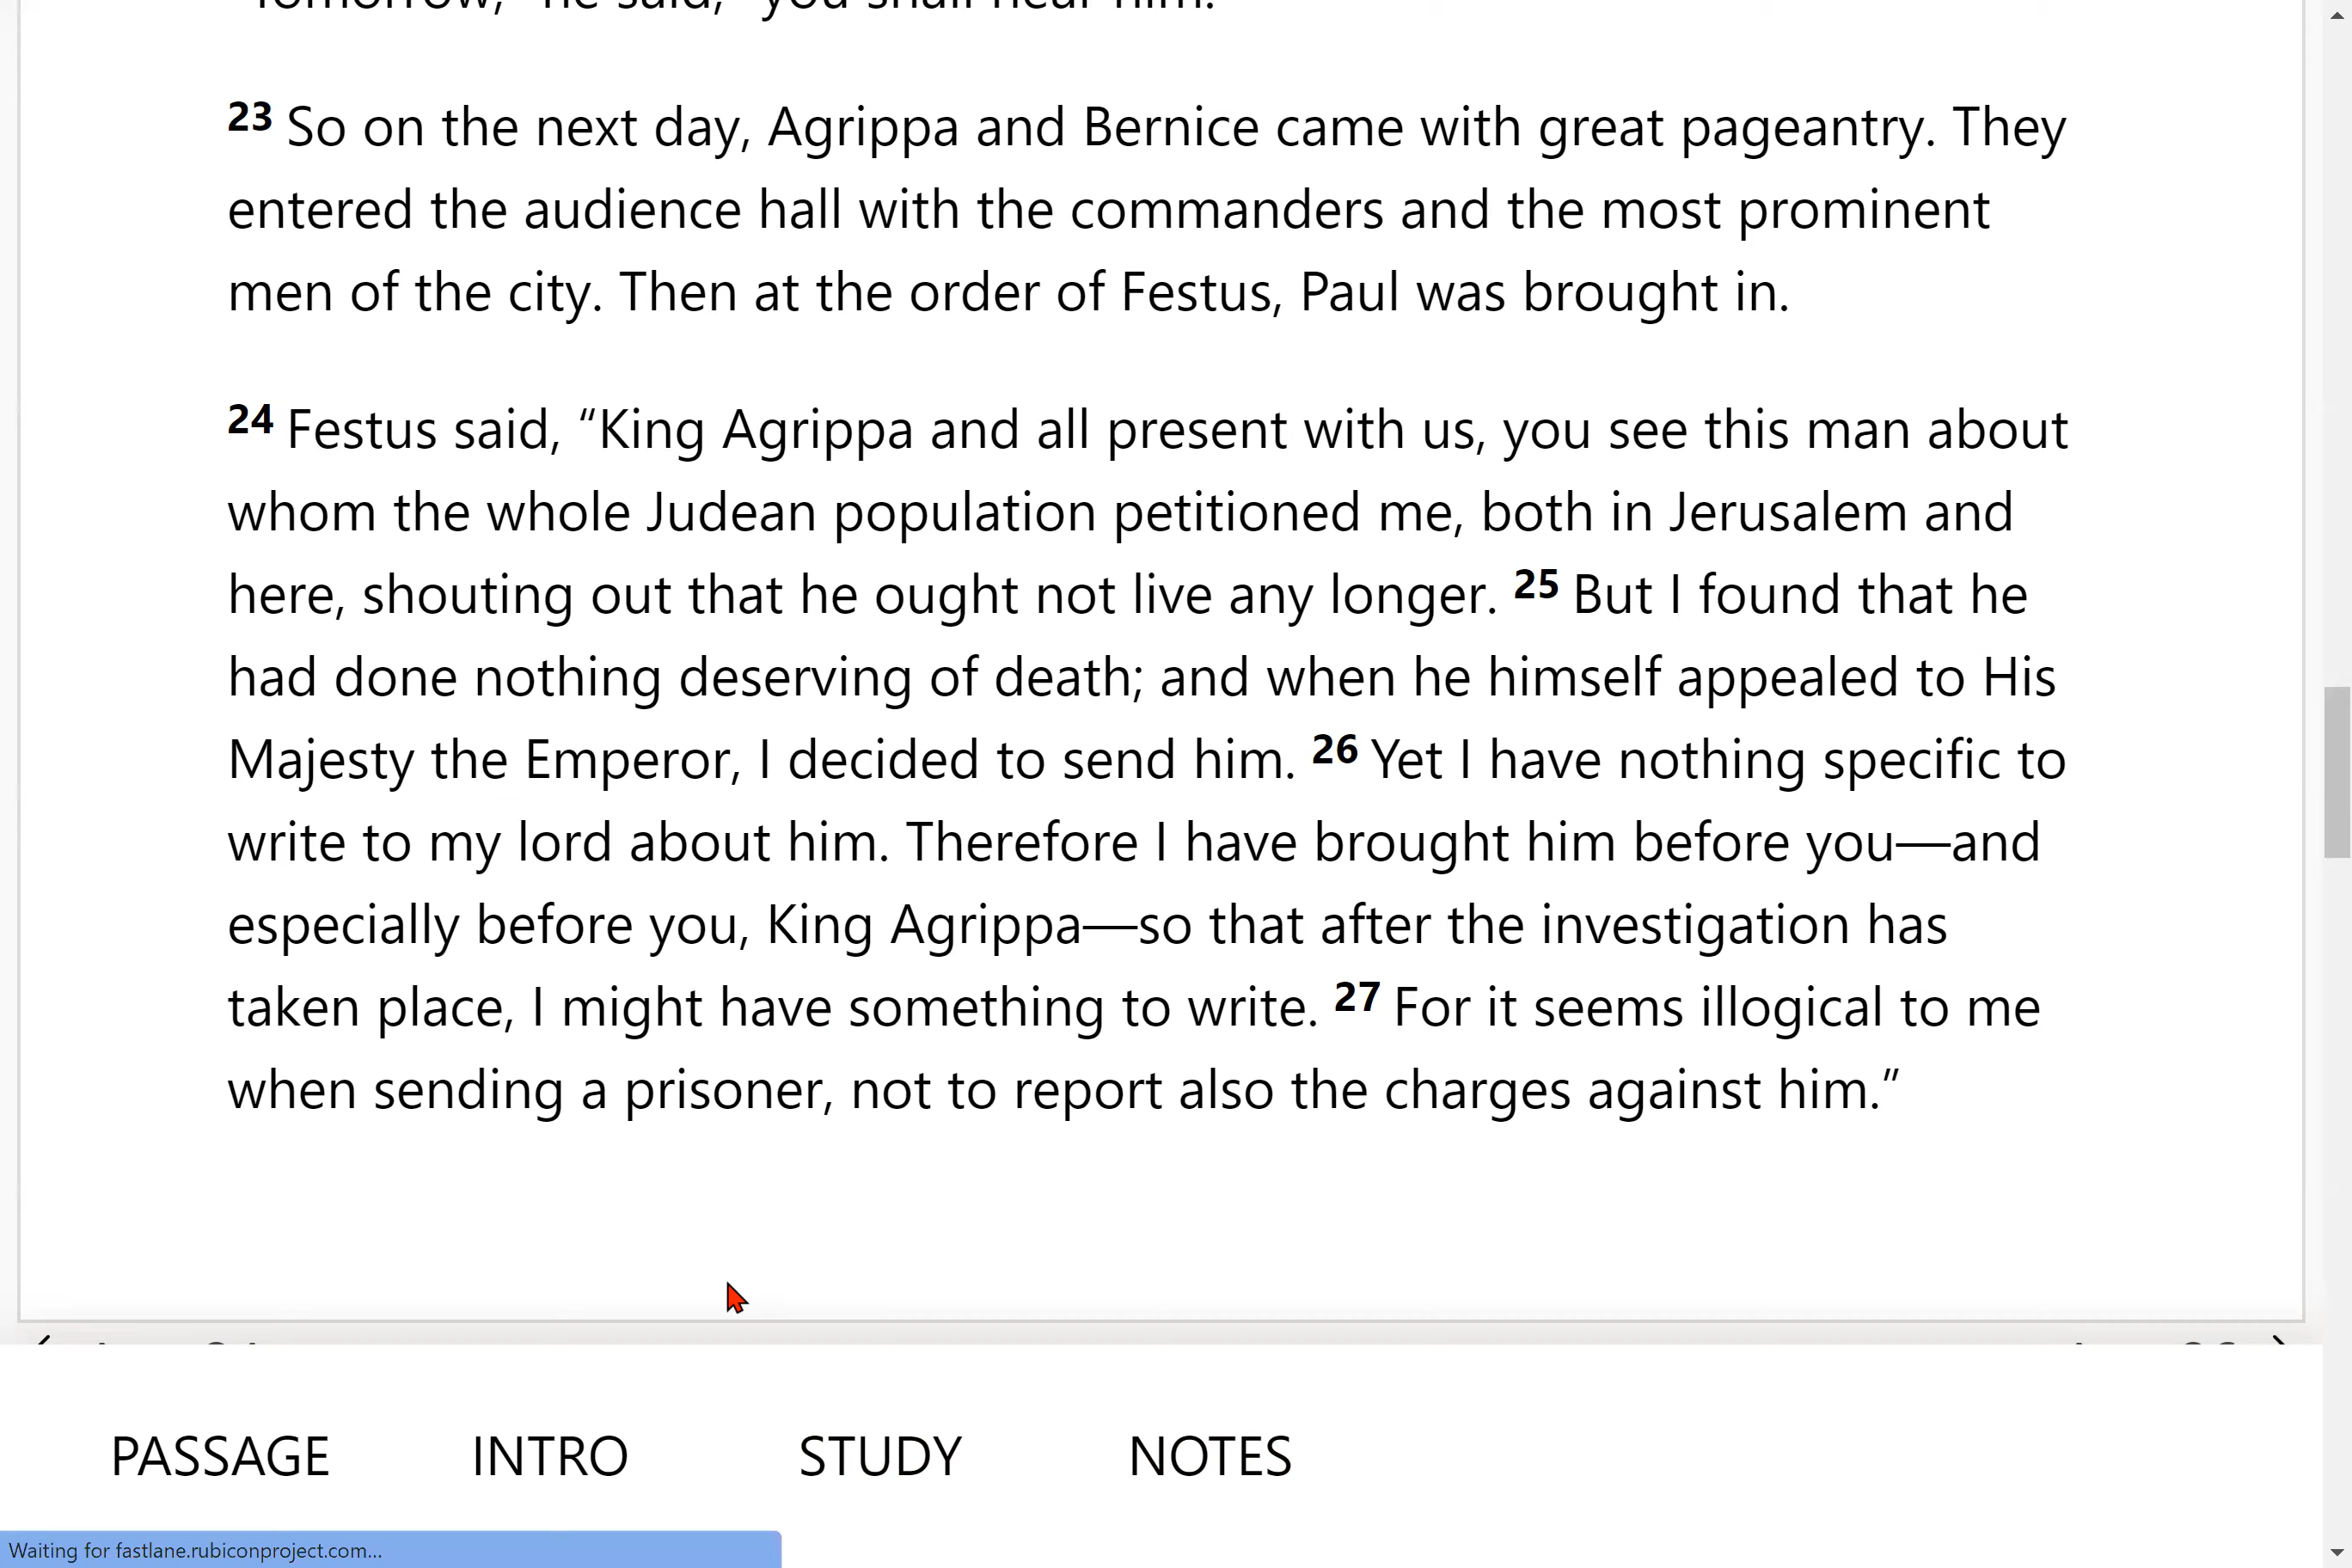 Tomorrow," he said, "you shall hear him."
23 So on the next day, Agrippa and Bernice came with great pageantry. They
entered the audience hall with the commanders and the most prominent
men of the city. Then at the order of Festus, Paul was brought in.
24 Festus said, “King Agrippa and all present with us, you see this man about
whom the whole Judean population petitioned me, both in Jerusalem and
here, shouting out that he ought not live any longer. 25 But I found that he
had done nothing deserving of death; and when he himself appealed to His
Majesty the Emperor, I decided to send him. 26 Yet I have nothing specific to
write to my lord about him. Therefore I have brought him before you—and
especially before you, King Agrippa—so that after the investigation has
taken place, I might have something to write. 27 For it seems illogical to me
when sending a prisoner, not to report also the charges against him.”
PASSAGE INTRO STUDY NOTES
Waiting for fastlane.rubiconproject.com...